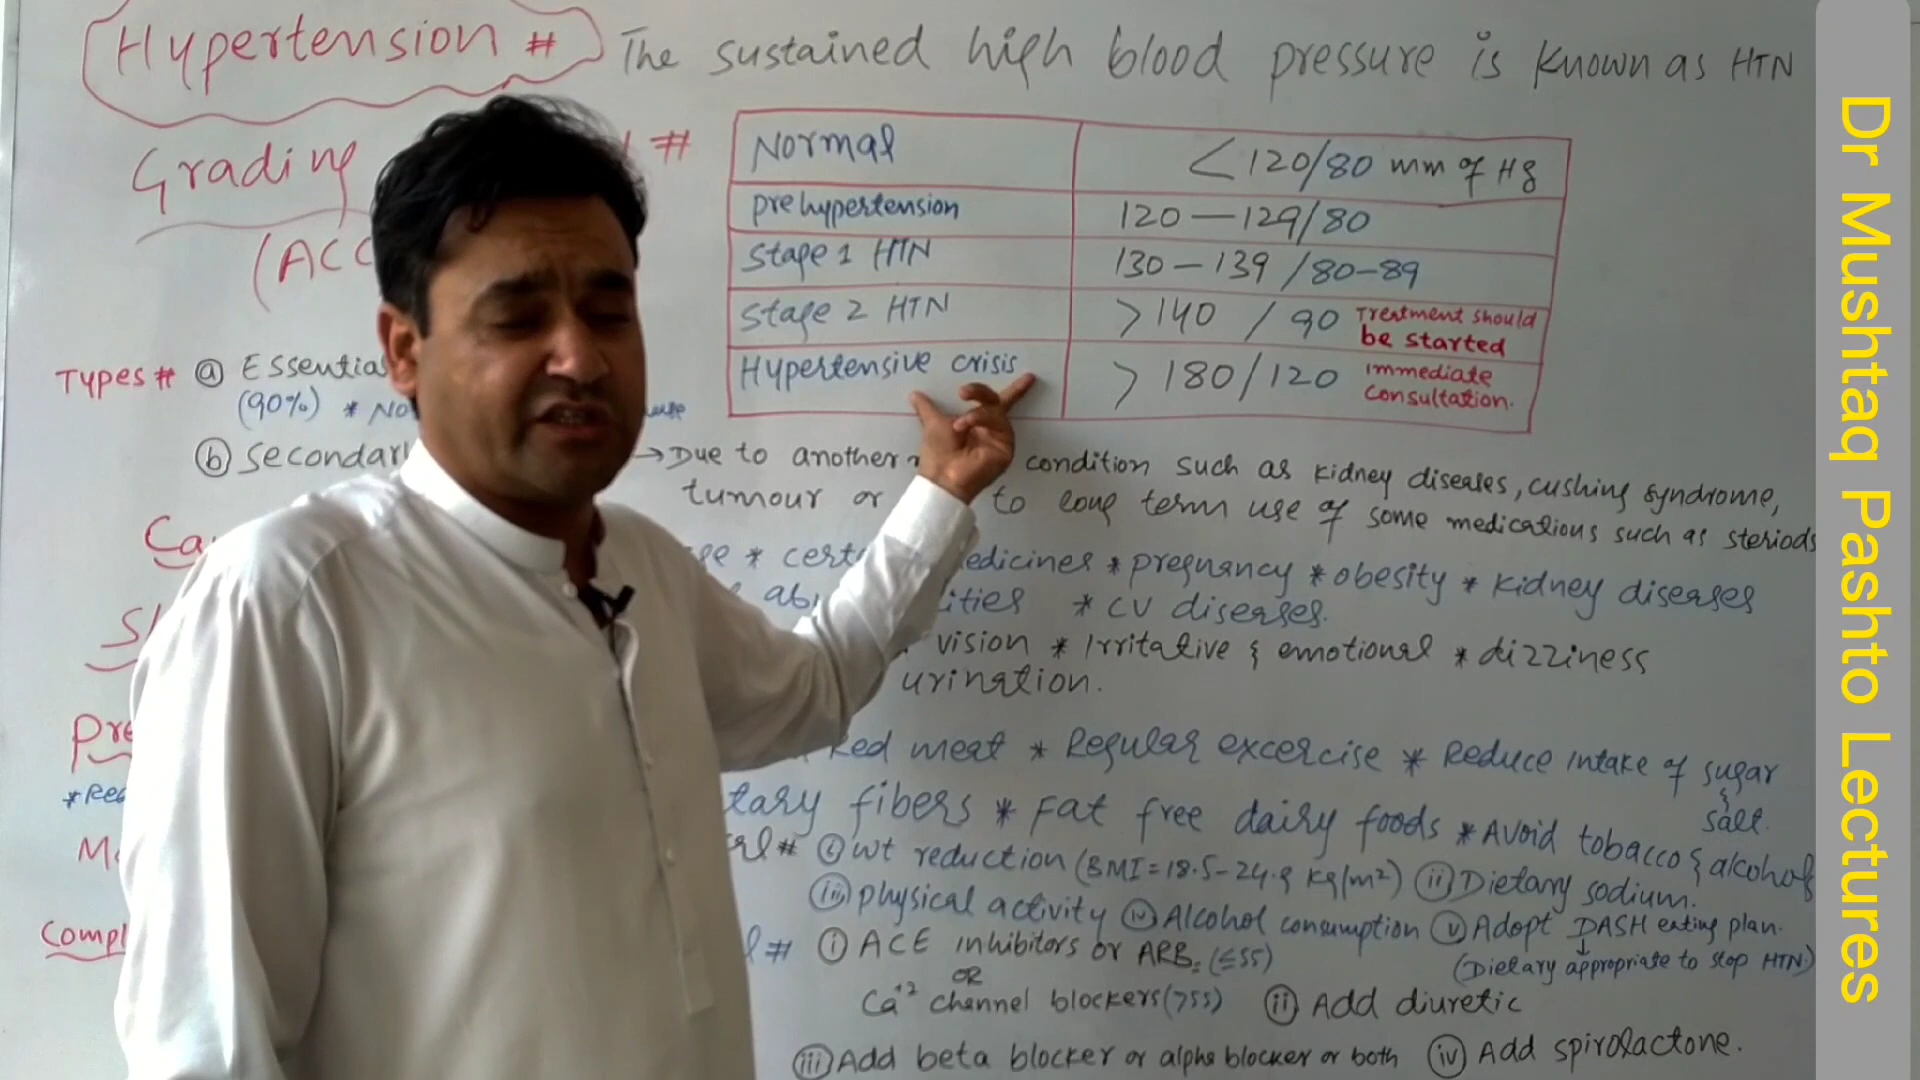 Hypertension # The sustained high blood pressure is known as HTN
Grading #
(ACC
Normal <120/80 mm of Hg
prehypertension 120—129/80
Stage 1 HTN 130—139/80-89
Stage 2 HTN >140/90 Treatment should be started
Hypertensive crisis >180/120 Immediate Consultation.
Types # (a) Essential
(90%) *
(b) Secondary → Due to another condition such as kidney diseases, cushing syndrome,
tumour or to long term use of some medications such as steriods
* * pregnancy * obesity * Kidney diseases
* CV diseases.
vision * Irritative & emotional * dizziness
urination.
Red meat * Regular excercise * Reduce intake of sugar
& salt.
fibers * Fat free dairy foods * Avoid tobacco & alcohol
# (i) wt reduction (BMI=18.5-24.9 kg/m²) (ii) Dietary sodium.
(iii) physical activity (iv) Alcohol consumption (v) Adopt DASH eating plan.
(Dietary appropriate to stop HTN)
Compl
# (i) ACE inhibitors or ARB. (≤55)
OR
Ca+2 channel blockers (>55) (ii) Add diuretic
(iii) Add beta blocker or alpha blocker or both (iv) Add spirolactone.
Dr Mushtaq Pashto Lectures